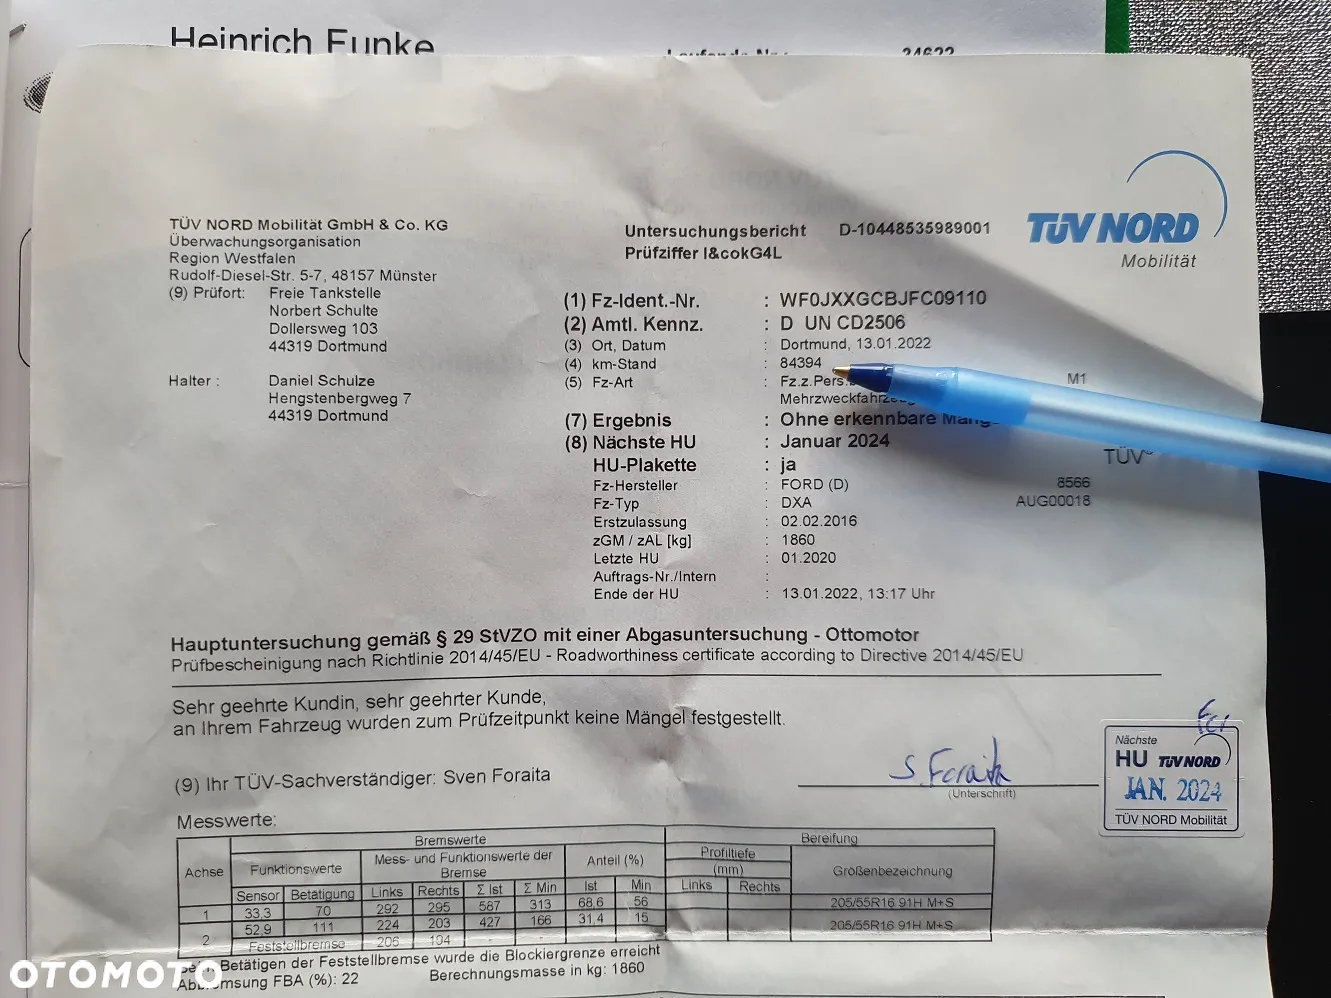 Heinrich Funke
Laufende Nr. 34622
TÜV NORD Mobilität GmbH & Co. KG
Überwachungsorganisation
Region Westfalen
Rudolf-Diesel-Str. 5-7, 48157 Münster
(9) Prüfort: Freie Tankstelle
Norbert Schulte
Dollersweg 103
44319 Dortmund
Halter : Daniel Schulze
Hengstenbergweg 7
44319 Dortmund
Untersuchungsbericht D-10448535989001
Prüfziffer I&cokG4L
TÜV NORD
Mobilität
(1) Fz-Ident.-Nr. : WF0JXXGCBJFC09110
(2) Amtl. Kennz. : D UN CD2506
(3) Ort, Datum : Dortmund, 13.01.2022
(4) km-Stand : 84394
(5) Fz-Art : Fz.z.Pers. M1
Mehrzweckfahrzeug
(7) Ergebnis : Ohne erkennbare Mäng
(8) Nächste HU : Januar 2024
TÜV
HU-Plakette : ja
Fz-Hersteller : FORD (D) 8566
Fz-Typ : DXA AUG00018
Erstzulassung : 02.02.2016
zGM / zAL [kg] : 1860
Letzte HU : 01.2020
Auftrags-Nr./Intern :
Ende der HU : 13.01.2022, 13:17 Uhr
Hauptuntersuchung gemäß § 29 StVZO mit einer Abgasuntersuchung - Ottomotor
Prüfbescheinigung nach Richtlinie 2014/45/EU - Roadworthiness certificate according to Directive 2014/45/EU
Sehr geehrte Kundin, sehr geehrter Kunde,
an Ihrem Fahrzeug wurden zum Prüfzeitpunkt keine Mängel festgestellt.
(9) Ihr TÜV-Sachverständiger: Sven Foraita
S. Foraita
(Unterschrift)
Nächste
HU TÜV NORD
JAN. 2024
TÜV NORD Mobilität
Messwerte:
Achse Bremswerte Bereifung
Funktionswerte Mess- und Funktionswerte der Bremse Anteil (%) Profiltiefe (mm) Größenbezeichnung
Sensor Betätigung Links Rechts Σ Ist Σ Min Ist Min Links Rechts
1 33,3 70 292 295 587 313 68,6 56 205/55R16 91H M+S
2 52,9 111 224 203 427 166 31,4 15 205/55R16 91H M+S
Feststellbremse 206 194 - - - -
Beim Betätigen der Feststellbremse wurde die Blockiergrenze erreicht
Abbremsung FBA (%): 22 Berechnungsmasse in kg: 1860
OTOMOTO